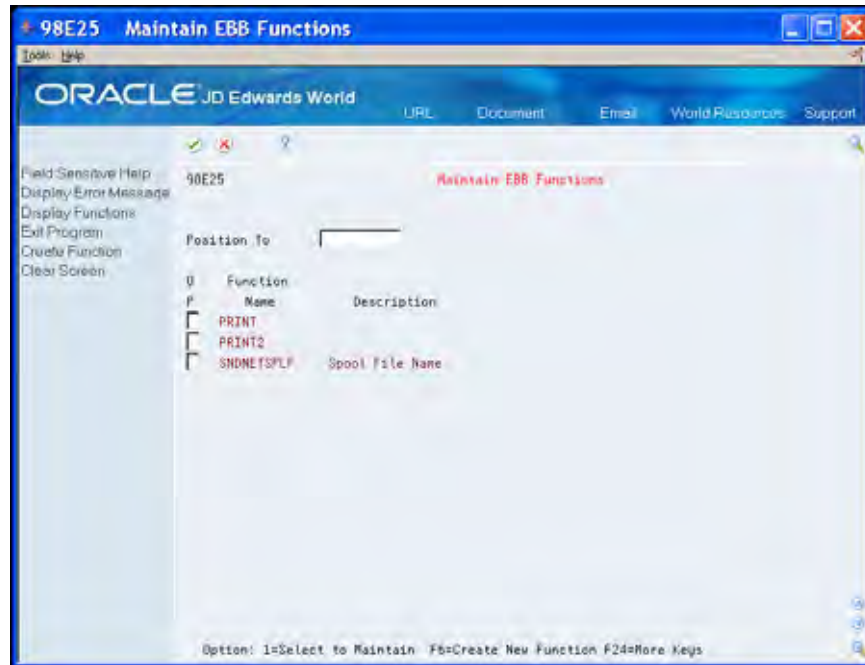 98E25 Maintain EBB Functions
Tools Help
ORACLE JD Edwards World
URL Document Email World Resources Support
Field Sensitive Help
Display Error Message
Display Functions
Exit Program
Create Function
Clear Screen
98E25 Maintain EBB Functions
Position To
O Function
P Name Description
PRINT
PRINT2
SNDNETSPLF Spool File Name
Option: 1=Select to Maintain F6=Create New Function F24=More Keys